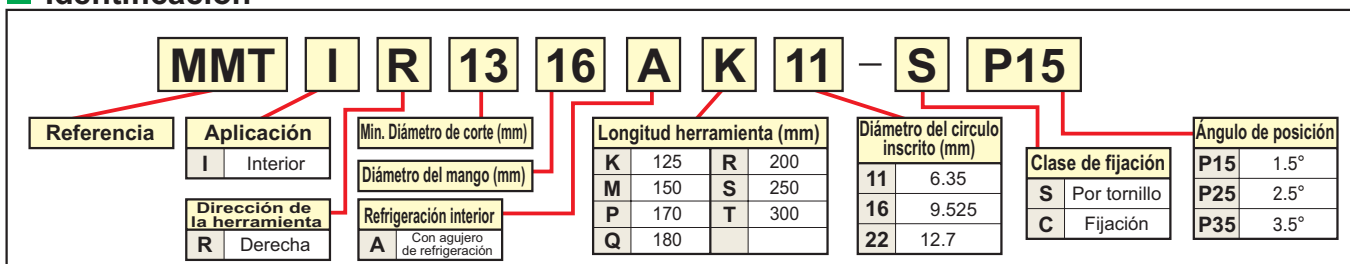 Identificación
MMT I R 13 16 A K 11 – S P15
Referencia
Aplicación
I Interior
Dirección de
la herramienta
R Derecha
Min. Diámetro de corte (mm)
Diámetro del mango (mm)
Refrigeración interior
A Con agujero
de refrigeración
Longitud herramienta (mm)
K 125 R 200
M 150 S 250
P 170 T 300
Q 180
Diámetro del circulo
inscrito (mm)
11 6.35
16 9.525
22 12.7
Clase de fijación
S Por tornillo
C Fijación
Ángulo de posición
P15 1.5°
P25 2.5°
P35 3.5°